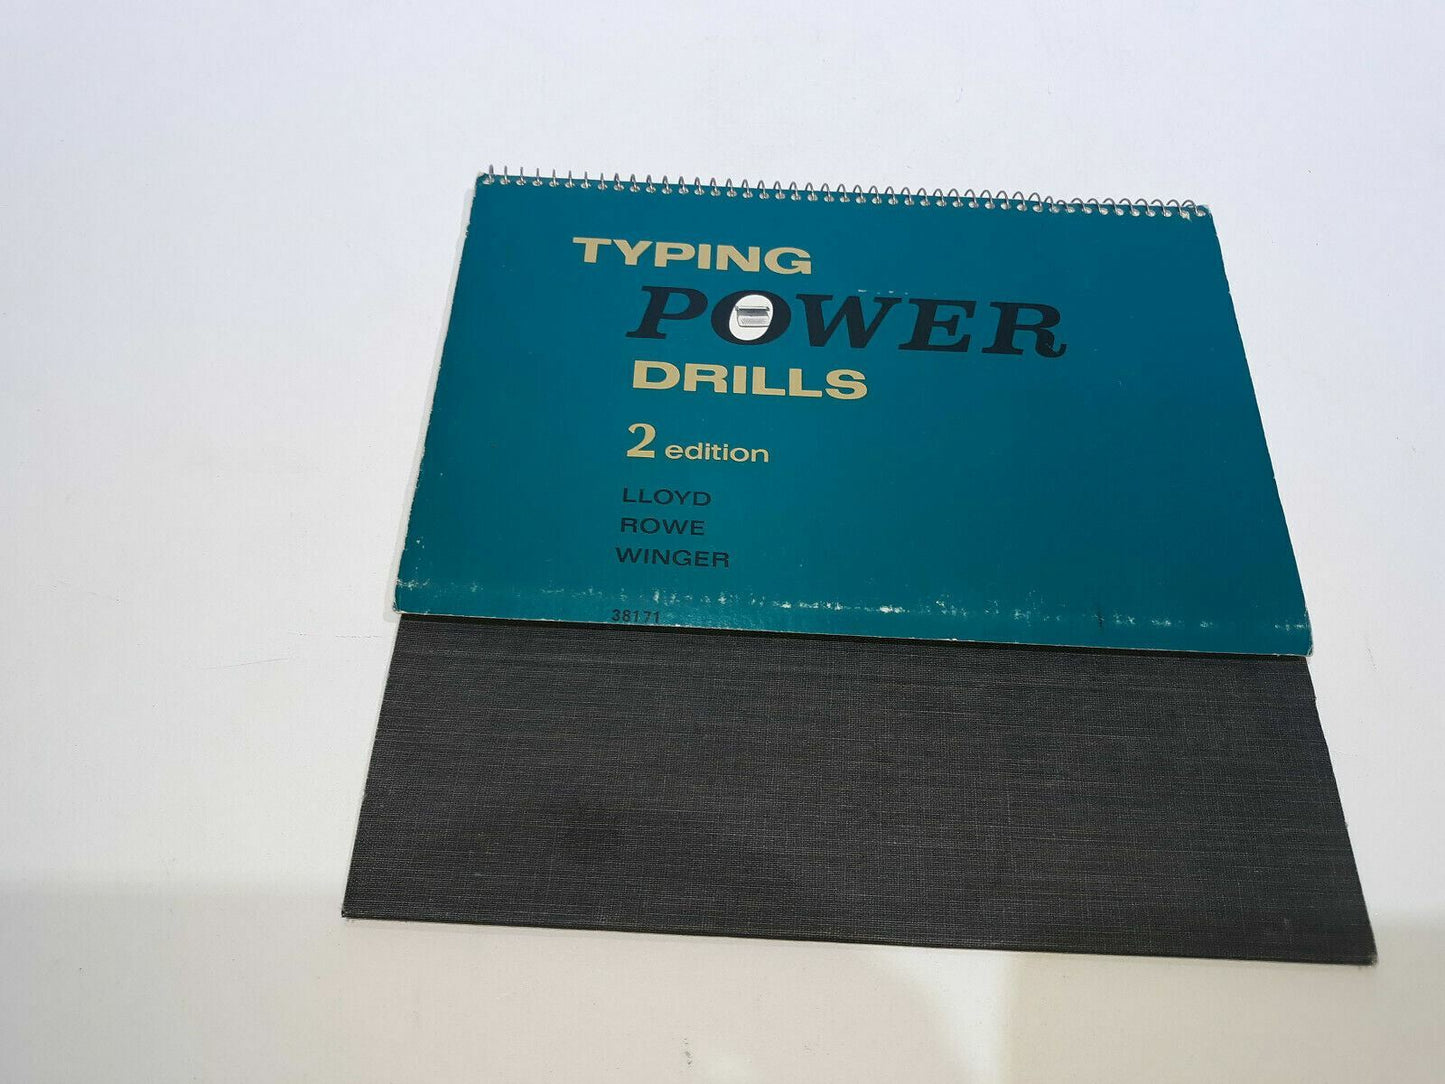 TYPING
POWER
DRILLS
2 edition
LLOYD
ROWE
WINGER
38171